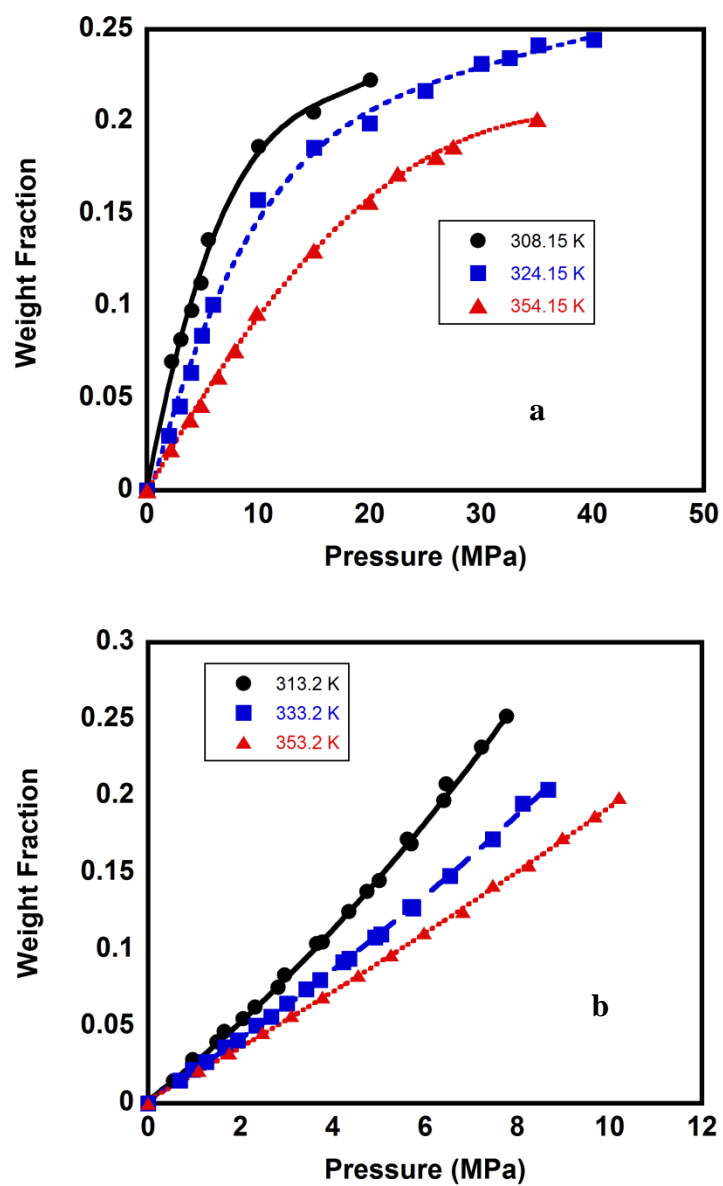 0.25
0.2
0.15
0.1
0.05
0
Weight Fraction
308.15 K
324.15 K
354.15 K
a
0 10 20 30 40 50
Pressure (MPa)
0.3
0.25
0.2
0.15
0.1
0.05
0
Weight Fraction
313.2 K
333.2 K
353.2 K
b
0 2 4 6 8 10 12
Pressure (MPa)